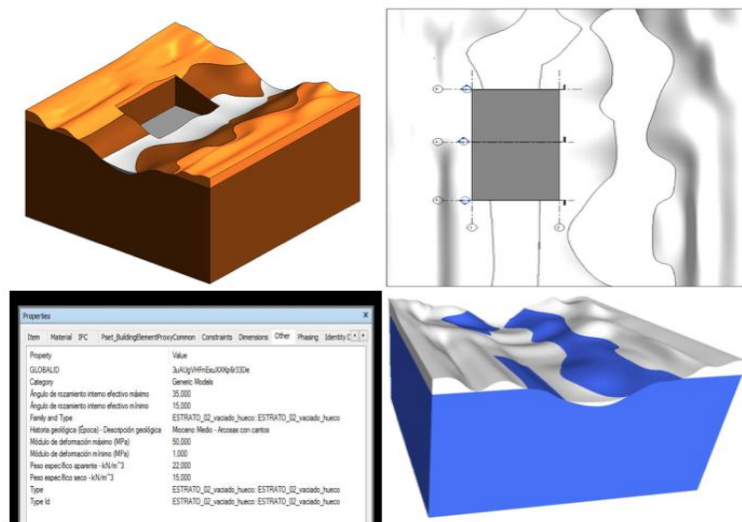 Properties x
Item Material IFC Pset_BuildingElementProxyCommon Constraints Dimensions Other Phasing Identity D
Property Value
GLOBALID
Category Generic Models
Ángulo de rozamiento interno efectivo máximo 35,000
Ángulo de rozamiento interno efectivo mínimo 15,000
Family and Type ESTRATO_02_vaciado_hueco: ESTRATO_02_vaciado_hueco
Historia geológica (Época) - Descripción geológica Mioceno Medio - Arcosas con cantos
Módulo de deformación máximo (MPa) 50,000
Módulo de deformación mínimo (MPa) 1,000
Peso específico aparente - kN/m^3 22,000
Peso específico seco - kN/m^3 15,000
Type ESTRATO_02_vaciado_hueco: ESTRATO_02_vaciado_hueco
Type Id ESTRATO_02_vaciado_hueco: ESTRATO_02_vaciado_hueco